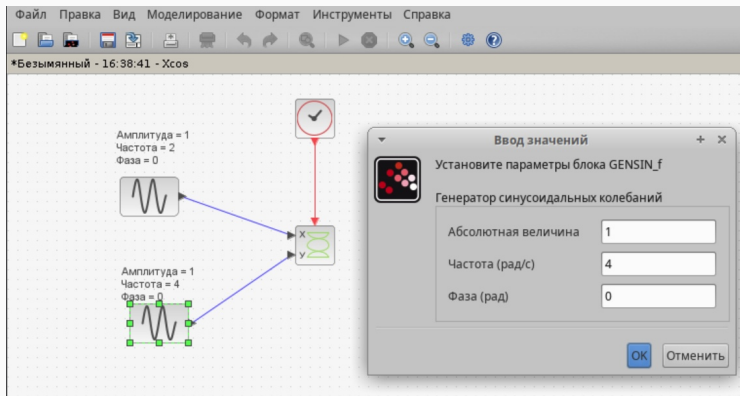 Файл Правка Вид Моделирование Формат Инструменты Справка
*Безымянный - 16:38:41 - Xcos
Амплитуда = 1
Частота = 2
Фаза = 0
X
У
Амплитуда = 1
Частота = 4
Фаза = 0
Ввод значений
Установите параметры блока GENSIN_f
Генератор синусоидальных колебаний
Абсолютная величина 1
Частота (рад/с) 4
Фаза (рад) 0
OK Отменить